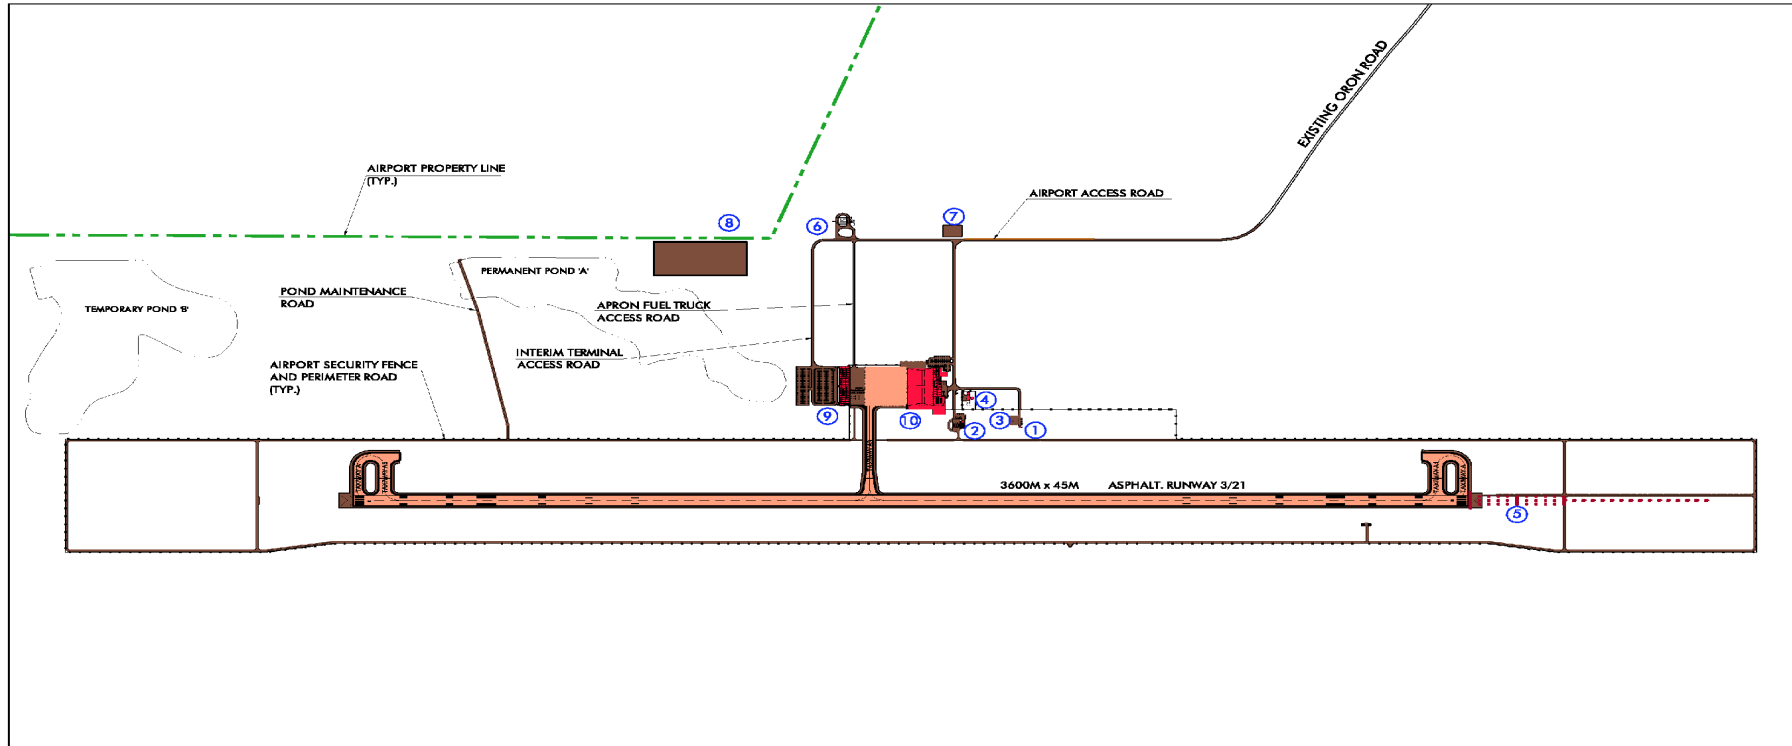 EXISTING ORON ROAD
AIRPORT PROPERTY LINE
(TYP.)
AIRPORT ACCESS ROAD
8
6
7
PERMANENT POND 'A'
POND MAINTENANCE
ROAD
TEMPORARY POND 'B'
APRON FUEL TRUCK
ACCESS ROAD
INTERIM TERMINAL
ACCESS ROAD
AIRPORT SECURITY FENCE
AND PERIMETER ROAD
(TYP.)
4
9
10
3
2
1
TAXIWAY A
3600M x 45M ASPHALT. RUNWAY 3/21
TAXIWAY A
5